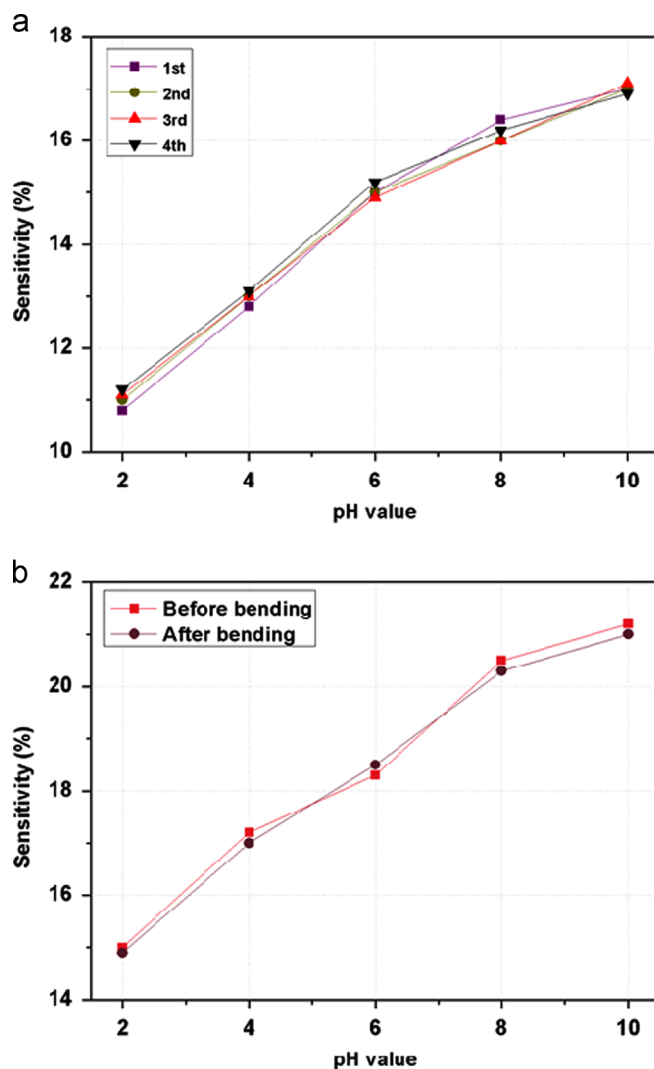 a
18
16
14
12
10
Sensitivity (%)
1st
2nd
3rd
4th
2 4 6 8 10
pH value
b
22
20
18
16
14
Sensitivity (%)
Before bending
After bending
2 4 6 8 10
pH value